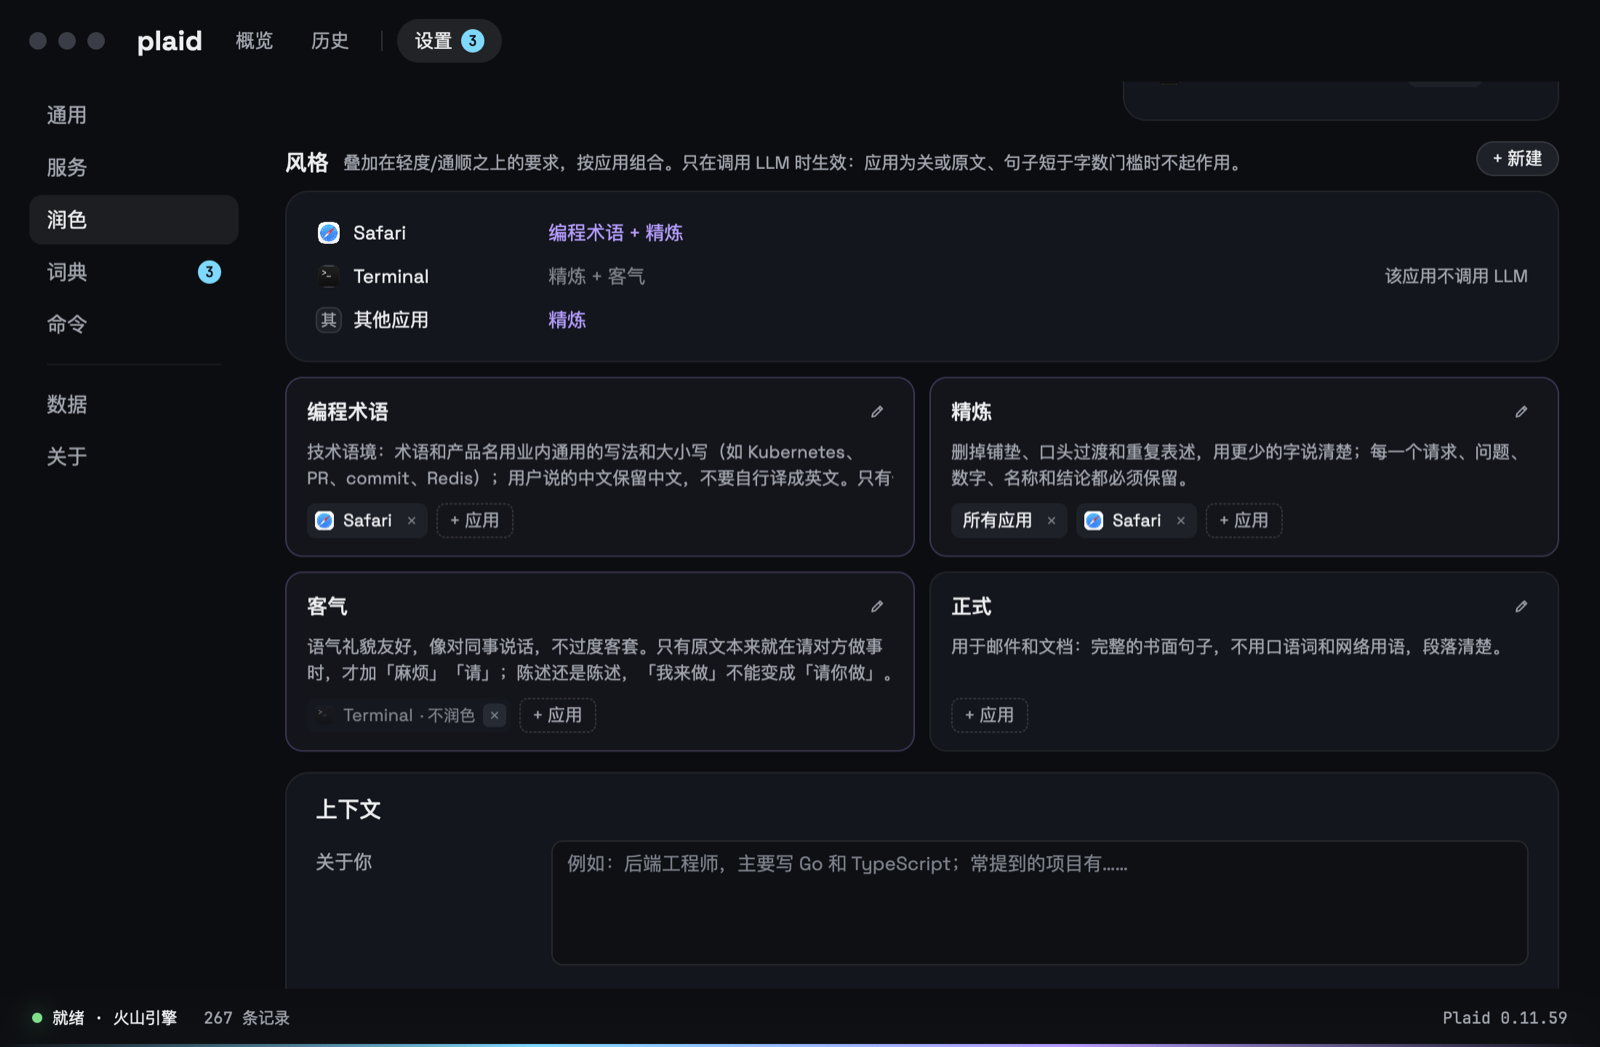 plaid
概览
历史
设置 3
通用
服务
润色
词典 3
命令
数据
关于
风格 叠加在轻度/通顺之上的要求，按应用组合。只在调用 LLM 时生效：应用为关或原文、句子短于字数门槛时不起作用。
+ 新建
Safari 编程术语 + 精炼
Terminal 精炼 + 客气 该应用不调用 LLM
其 其他应用 精炼
编程术语
技术语境：术语和产品名用业内通用的写法和大小写（如 Kubernetes、
PR、commit、Redis）；用户说的中文保留中文，不要自行译成英文。只有
Safari × + 应用
精炼
删掉铺垫、口头过渡和重复表述，用更少的字说清楚；每一个请求、问题、
数字、名称和结论都必须保留。
所有应用 × Safari × + 应用
客气
语气礼貌友好，像对同事说话，不过度客套。只有原文本来就在请对方做事
时，才加「麻烦」「请」；陈述还是陈述，「我来做」不能变成「请你做」。
Terminal · 不润色 × + 应用
正式
用于邮件和文档：完整的书面句子，不用口语词和网络用语，段落清楚。
+ 应用
上下文
关于你
例如：后端工程师，主要写 Go 和 TypeScript；常提到的项目有……
就绪 · 火山引擎 267 条记录
Plaid 0.11.59